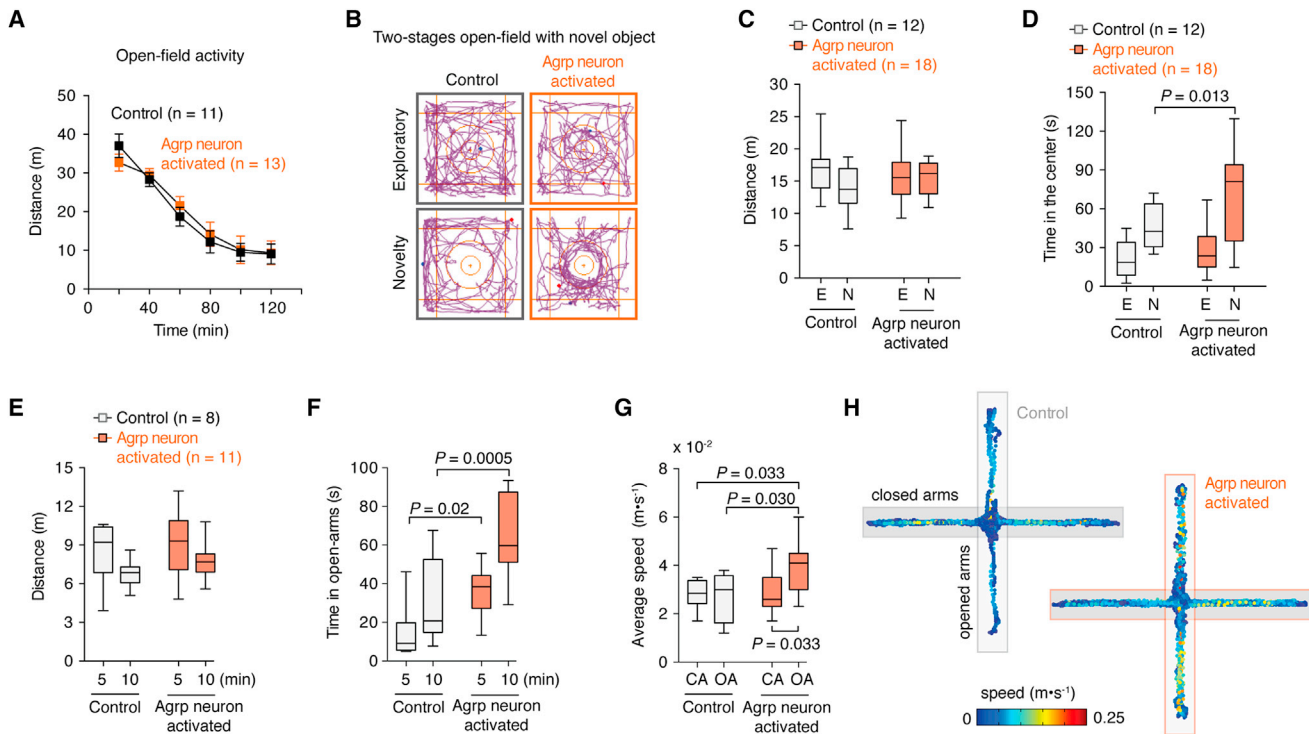 A
Open-field activity
50
40
30
20
10
0
Distance (m)
Control (n = 11)
Agrp neuron
activated (n = 13)
0
40
80
120
Time (min)
B
Two-stages open-field with novel object
Control
Agrp neuron
activated
Exploratory
Novelty
C
Control (n = 12)
Agrp neuron
activated (n = 18)
30
25
20
15
10
5
0
Distance (m)
E
N
E
N
Control
Agrp neuron
activated
D
Control (n = 12)
Agrp neuron
activated (n = 18)
P = 0.013
150
120
90
60
30
0
Time in the center (s)
E
N
E
N
Control
Agrp neuron
activated
E
Control (n = 8)
Agrp neuron
activated (n = 11)
15
12
9
6
3
0
Distance (m)
5
10
5
10 (min)
Control
Agrp neuron
activated
F
P = 0.0005
P = 0.02
100
80
60
40
20
0
Time in open-arms (s)
5
10
5
10 (min)
Control
Agrp neuron
activated
G
x 10-2
P = 0.033
P = 0.030
P = 0.033
8
6
4
2
0
Average speed (m•s-1)
CA
OA
CA
OA
Control
Agrp neuron
activated
H
Control
closed arms
opened arms
Agrp neuron
activated
speed (m•s-1)
0
0.25